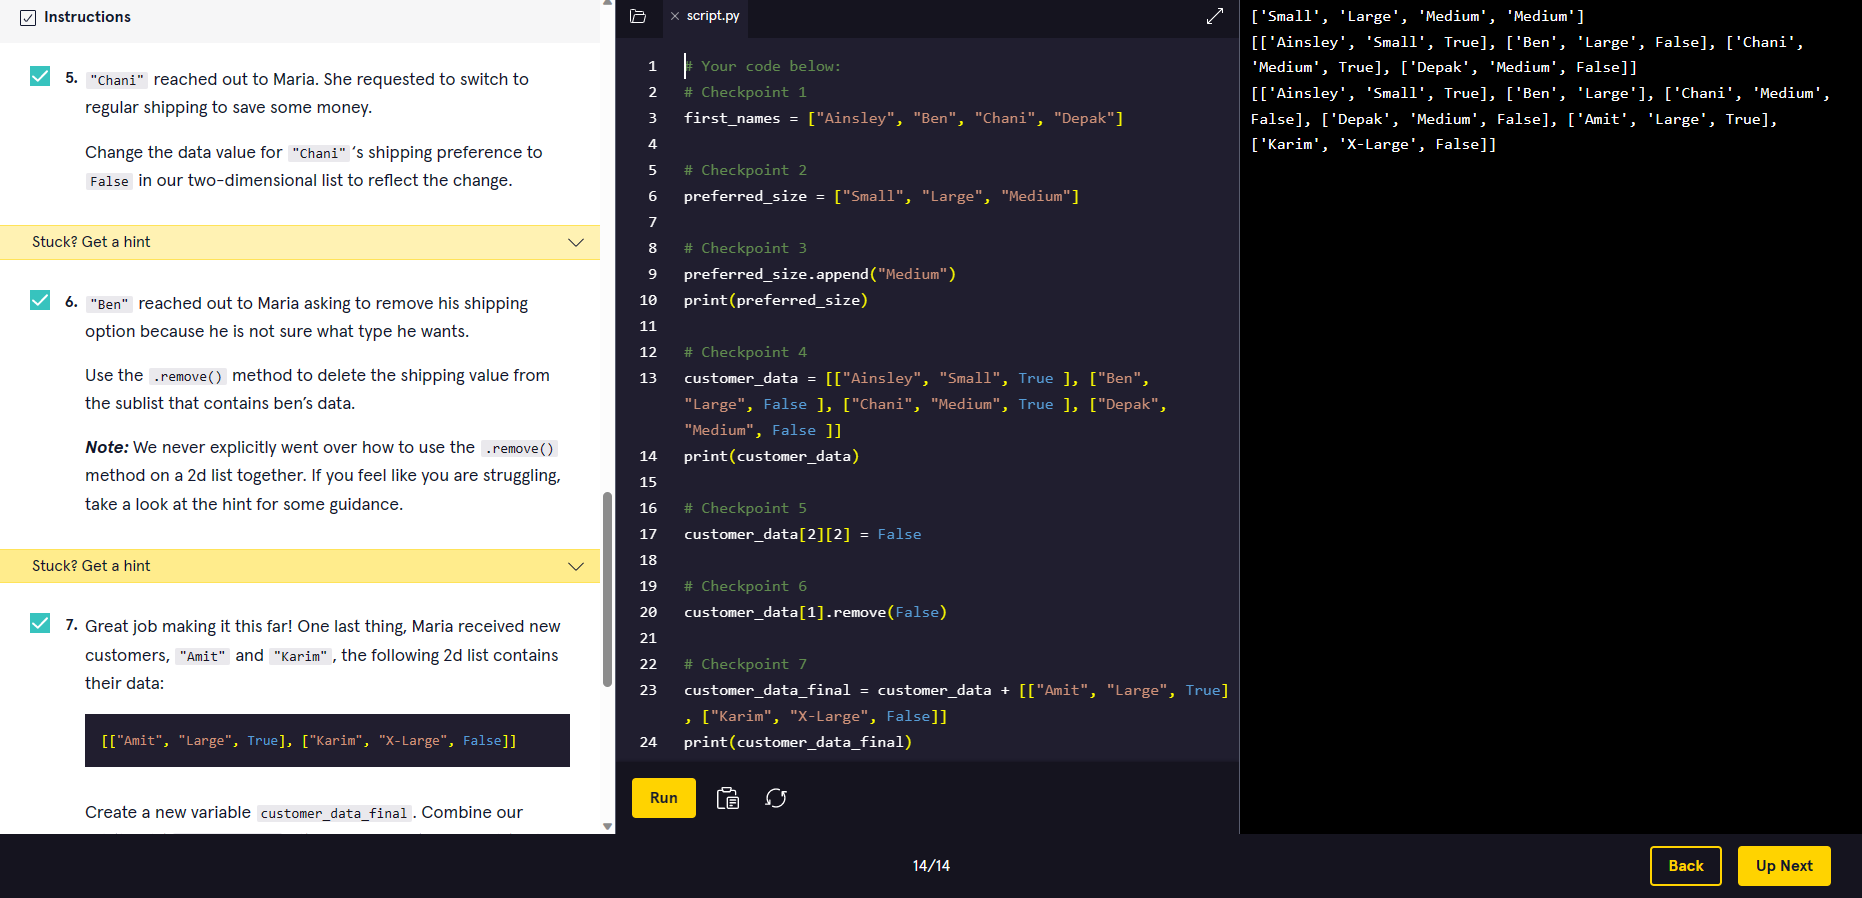 Instructions
5. "Chani" reached out to Maria. She requested to switch to
regular shipping to save some money.
Change the data value for "Chani" 's shipping preference to
False in our two-dimensional list to reflect the change.
Stuck? Get a hint
6. "Ben" reached out to Maria asking to remove his shipping
option because he is not sure what type he wants.
Use the .remove() method to delete the shipping value from
the sublist that contains ben's data.
Note: We never explicitly went over how to use the .remove()
method on a 2d list together. If you feel like you are struggling,
take a look at the hint for some guidance.
Stuck? Get a hint
7. Great job making it this far! One last thing, Maria received new
customers, "Amit" and "Karim", the following 2d list contains
their data:
[["Amit", "Large", True], ["Karim", "X-Large", False]]
Create a new variable customer_data_final. Combine our
script.py
1 # Your code below:
2 # Checkpoint 1
3 first_names = ["Ainsley", "Ben", "Chani", "Depak"]
4
5 # Checkpoint 2
6 preferred_size = ["Small", "Large", "Medium"]
7
8 # Checkpoint 3
9 preferred_size.append("Medium")
10 print(preferred_size)
11
12 # Checkpoint 4
13 customer_data = [["Ainsley", "Small", True ], ["Ben",
"Large", False ], ["Chani", "Medium", True ], ["Depak",
"Medium", False ]]
14 print(customer_data)
15
16 # Checkpoint 5
17 customer_data[2][2] = False
18
19 # Checkpoint 6
20 customer_data[1].remove(False)
21
22 # Checkpoint 7
23 customer_data_final = customer_data + [["Amit", "Large", True]
, ["Karim", "X-Large", False]]
24 print(customer_data_final)
Run
['Small', 'Large', 'Medium', 'Medium']
[['Ainsley', 'Small', True], ['Ben', 'Large', False], ['Chani',
'Medium', True], ['Depak', 'Medium', False]]
[['Ainsley', 'Small', True], ['Ben', 'Large'], ['Chani', 'Medium',
False], ['Depak', 'Medium', False], ['Amit', 'Large', True],
['Karim', 'X-Large', False]]
14/14
Back
Up Next